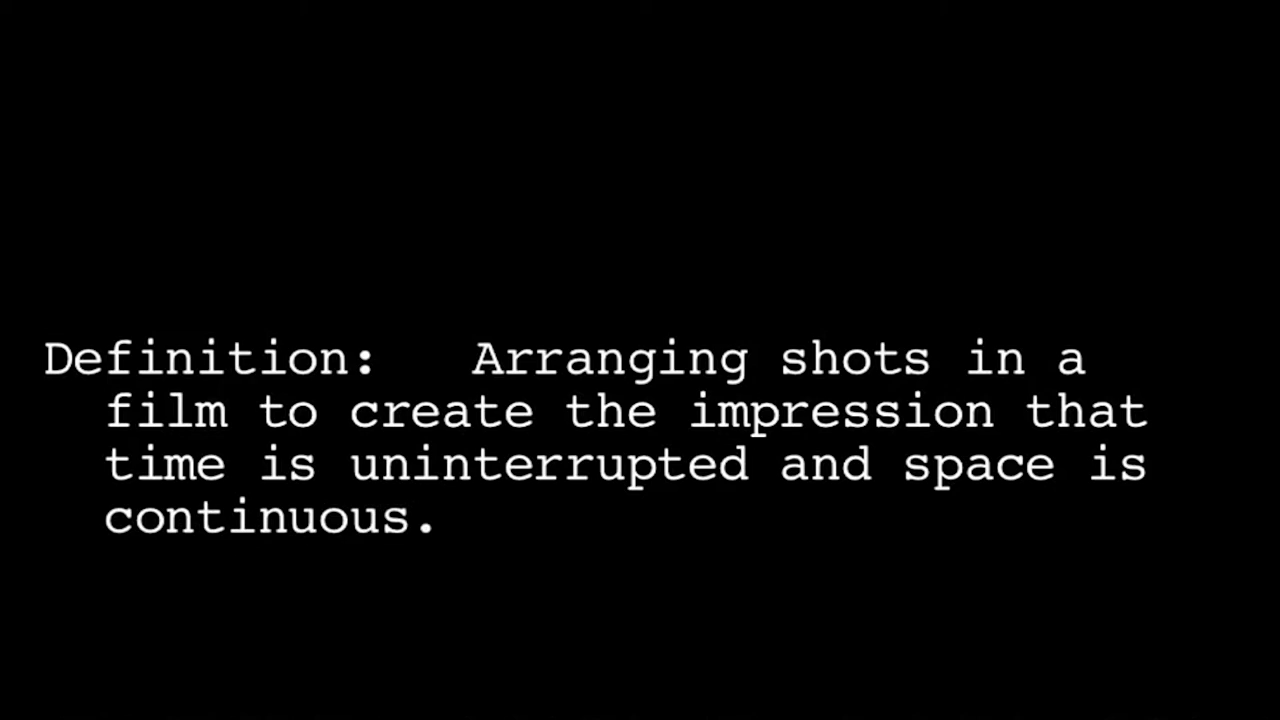 Definition:   Arranging shots in a
film to create the impression that
time is uninterrupted and space is
continuous.